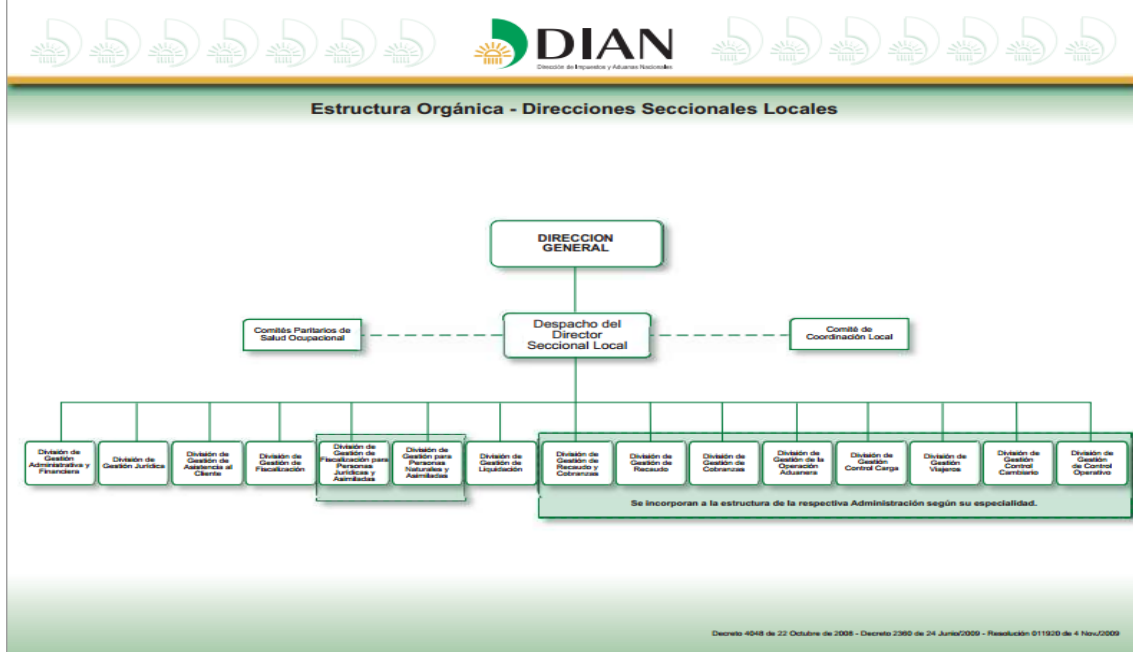 DIAN
Dirección de Impuestos y Aduanas Nacionales
Estructura Orgánica - Direcciones Seccionales Locales
DIRECCION
GENERAL
Comités Paritarios de
Salud Ocupacional
Despacho del
Director
Seccional Local
Comité de
Coordinación Local
División de
Gestión
Administrativa y
Financiera
División de
Gestión Jurídica
División de
Gestión de
Asistencia al
Cliente
División de
Gestión de
Fiscalización
División de
Gestión de
Fiscalización para
Personas
Jurídicas y
Asimiladas
División de
Gestión para
Personas
Naturales y
Asimiladas
División de
Gestión de
Liquidación
División de
Gestión de
Recauto y
Cobranzas
División de
Gestión de
Recaudo
División de
Gestión de
Cobranzas
División de
Gestión de la
Operación
Aduanera
División de
Gestión
Control Carga
División de
Gestión
Viajeros
División de
Gestión
Control
Cambiario
División de
Gestión
de Control
Operativo
Se incorporan a la estructura de la respectiva Administración según su especialidad.
Decreto 4048 de 22 Octubre de 2008 - Decreto 2360 de 24 Junio/2009 - Resolución 011920 de 4 Nov./2009